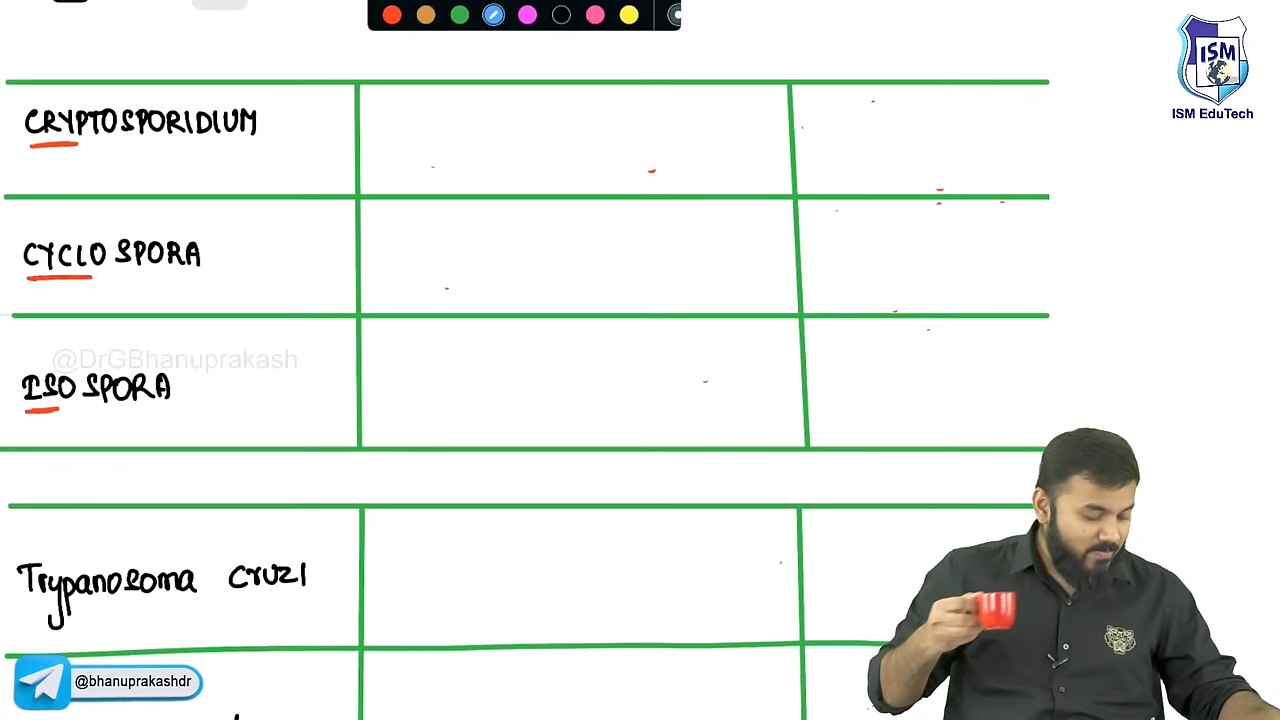 ISM
ISM EduTech
CRYPTOSPORIDIUM
CYCLOSPORA
@DrGBhanuprakash
ISOSPORA
Trypanosoma cruzi
@bhanuprakashdr